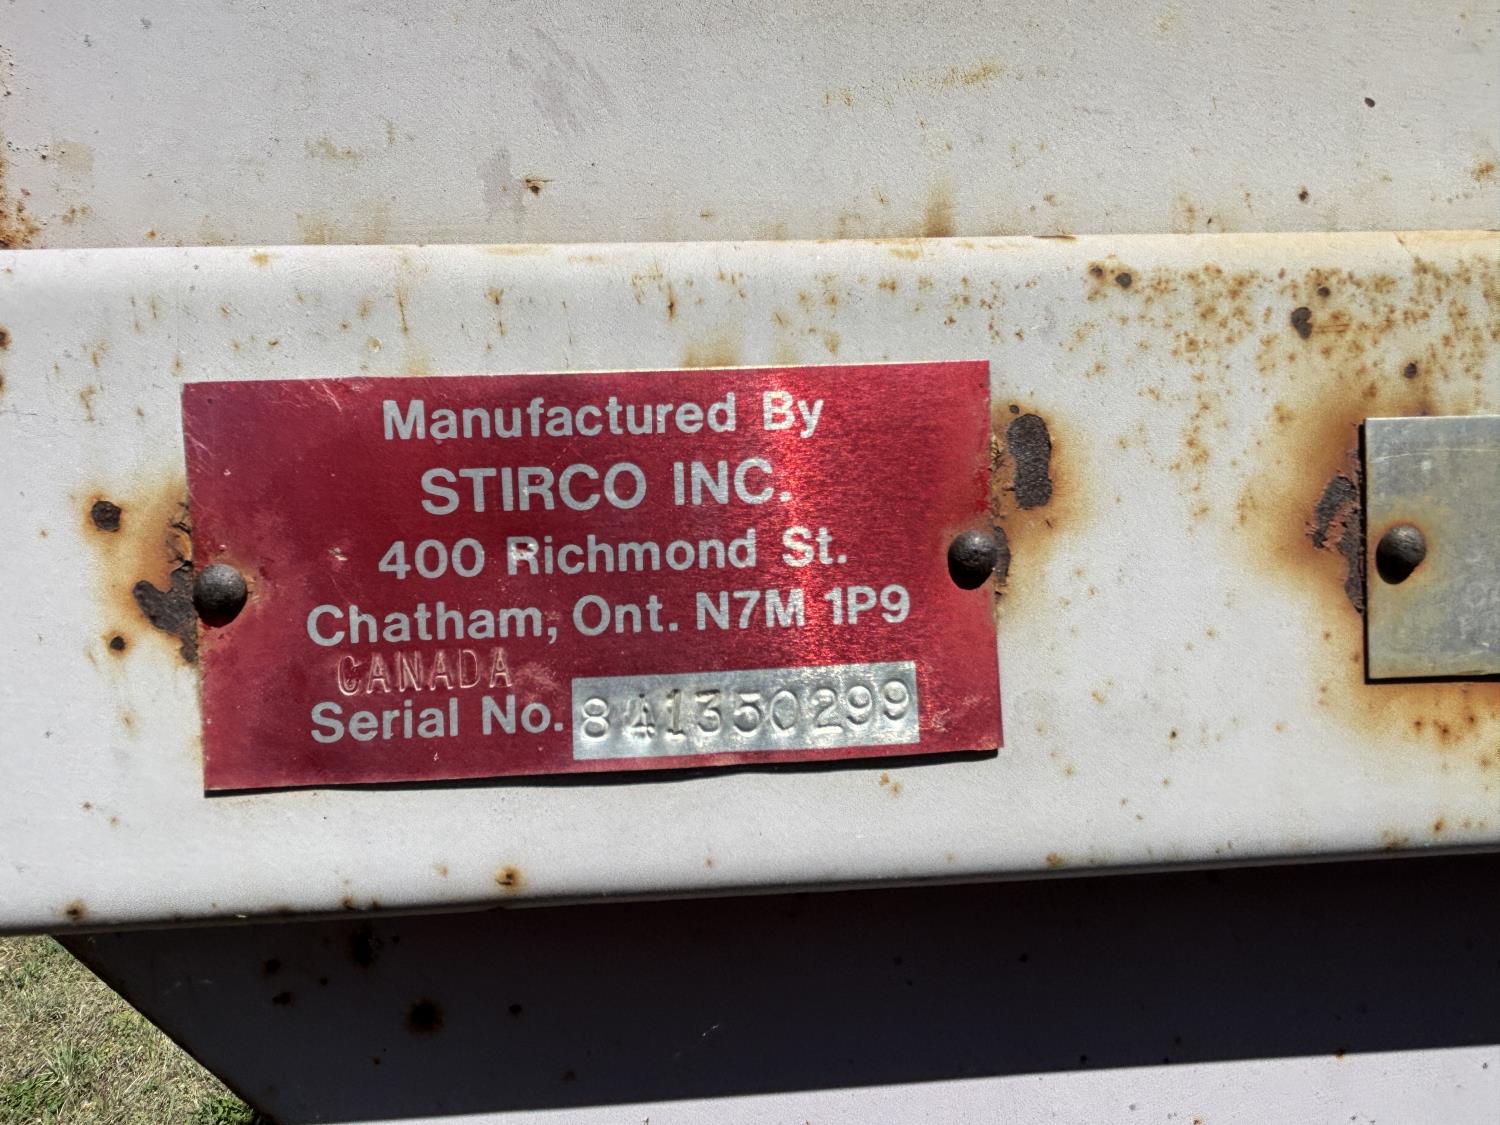 Manufactured By
STIRCO INC.
400 Richmond St.
Chatham, Ont. N7M 1P9
CANADA
Serial No. 841350299